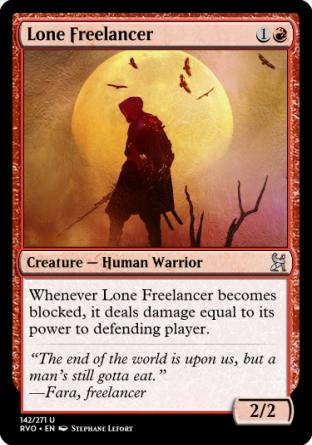 Lone Freelancer 1
Creature — Human Warrior
Whenever Lone Freelancer becomes
blocked, it deals damage equal to its
power to defending player.
“The end of the world is upon us, but a
man’s still gotta eat.”
—Fara, freelancer
2/2
142/271 U
RVO • EN Stephane Lefort